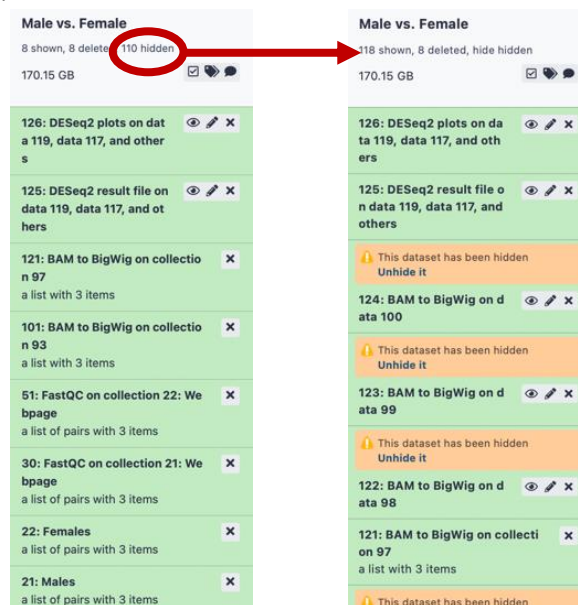 Male vs. Female
8 shown, 8 deleted, 110 hidden
170.15 GB
126: DESeq2 plots on dat
a 119, data 117, and other
s
125: DESeq2 result file on
data 119, data 117, and ot
hers
121: BAM to BigWig on collectio
n 97
a list with 3 items
101: BAM to BigWig on collectio
n 93
a list with 3 items
51: FastQC on collection 22: We
bpage
a list of pairs with 3 items
30: FastQC on collection 21: We
bpage
a list of pairs with 3 items
22: Females
a list of pairs with 3 items
21: Males
a list of pairs with 3 items
Male vs. Female
118 shown, 8 deleted, hide hidden
170.15 GB
126: DESeq2 plots on da
ta 119, data 117, and oth
ers
125: DESeq2 result file o
n data 119, data 117, and
others
This dataset has been hidden
Unhide it
124: BAM to BigWig on d
ata 100
This dataset has been hidden
Unhide it
123: BAM to BigWig on d
ata 99
This dataset has been hidden
Unhide it
122: BAM to BigWig on d
ata 98
121: BAM to BigWig on collecti
on 97
a list with 3 items
This dataset has been hidden